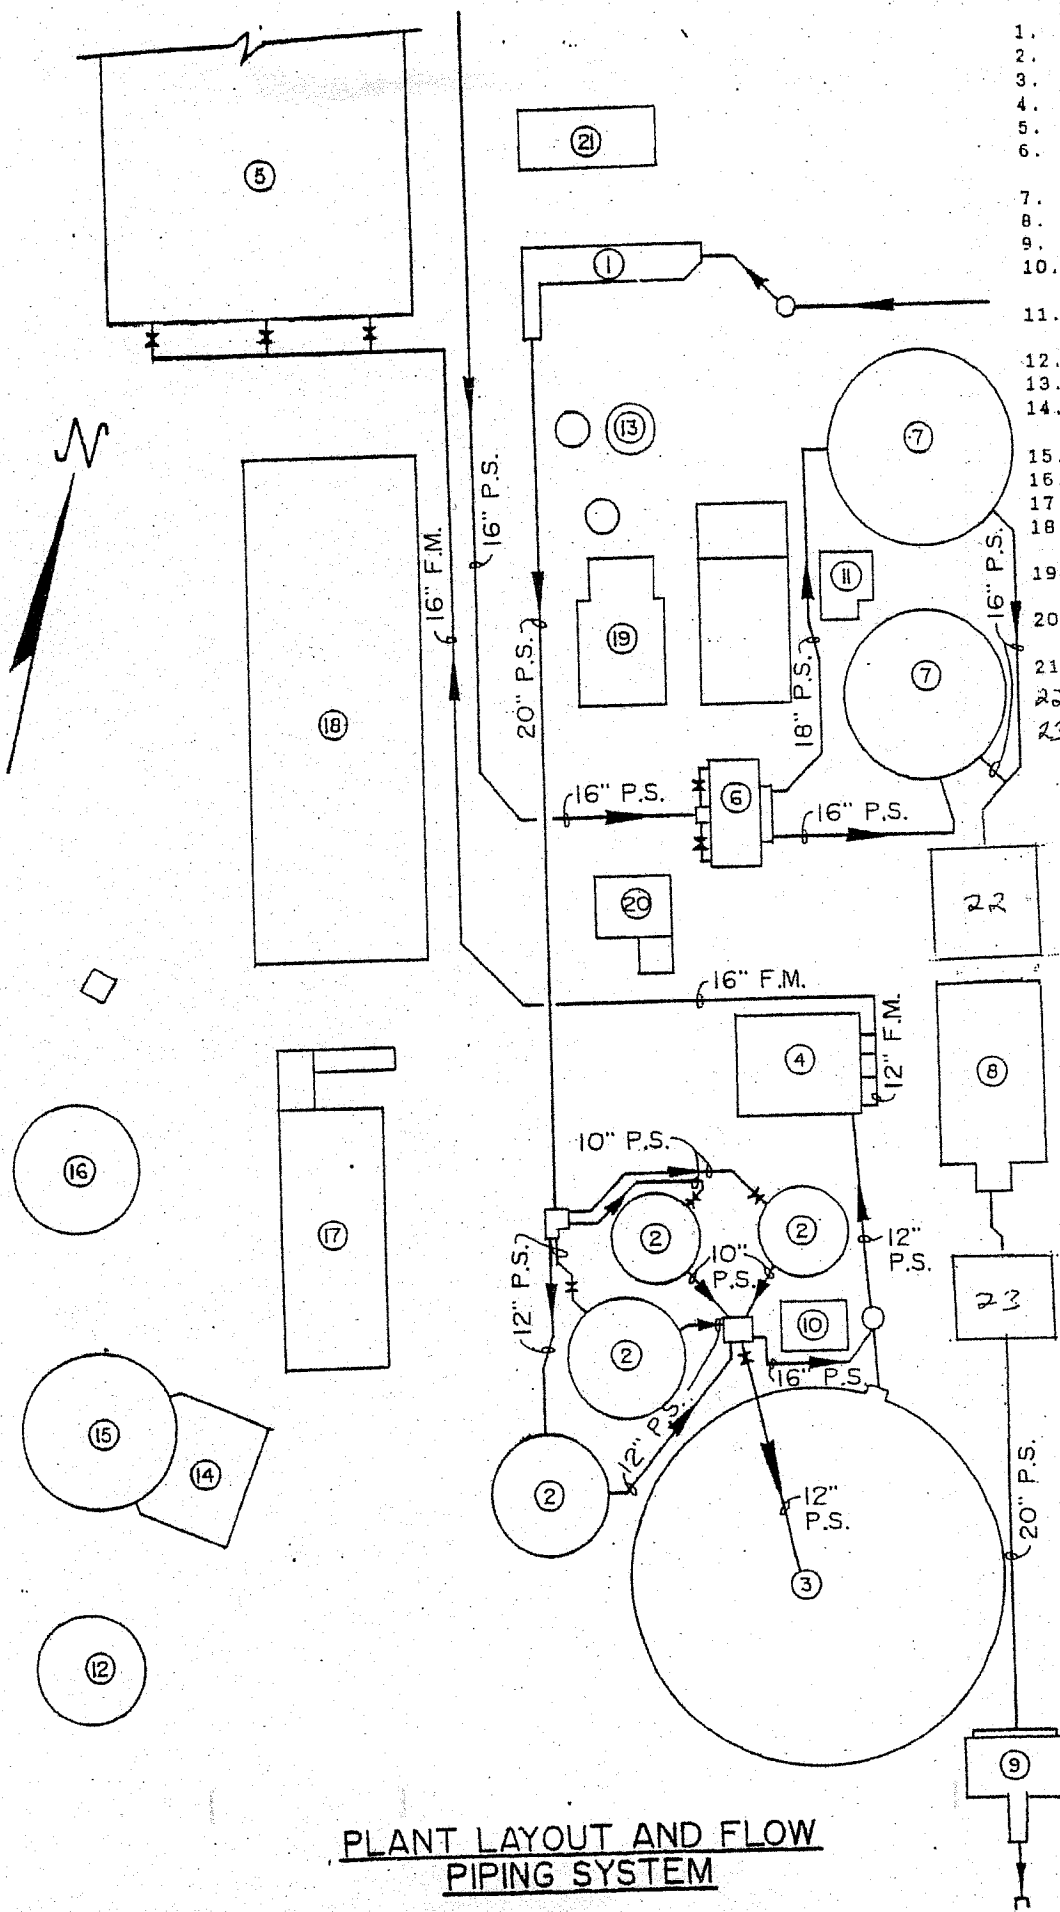 1.
2.
3.
4.
5.
6.
7.
8.
9.
10.
11.
12.
13.
14.
15.
16.
17
18
19
20
21
22
23
21
5
1
N
13
7
16" P.S.
16" F.M.
20" P.S.
11
16" P.S.
19
18" P.S.
7
18
16" P.S.
6
16" P.S.
20
22
16" F.M.
12" F.M.
4
8
10" P.S.
16
17
2
2
12"
P.S.
10"
P.S.
12" P.S.
23
10
2
16" P.S.
12" P.S.
15
14
2
12"
P.S.
20" P.S.
3
12
9
PLANT LAYOUT AND FLOW
PIPING SYSTEM